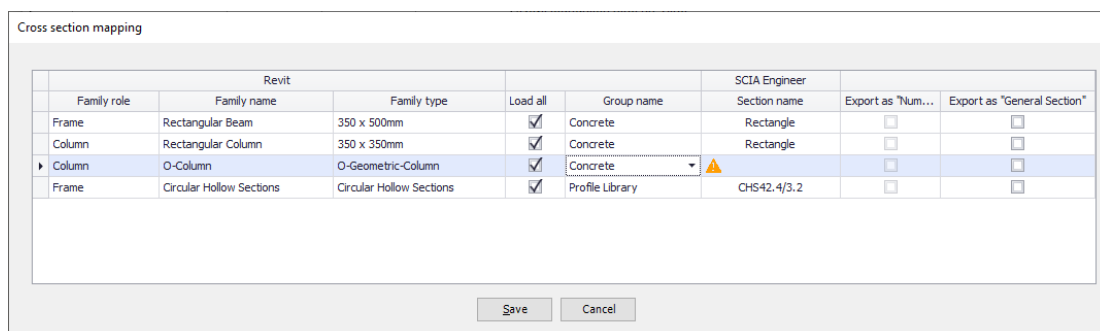 Cross section mapping
Revit SCIA Engineer
Family role Family name Family type Load all Group name Section name Export as "Num... Export as "General Section"
Frame Rectangular Beam 350 x 500mm Concrete Rectangle
Column Rectangular Column 350 x 350mm Concrete Rectangle
Column O-Column O-Geometric-Column Concrete
Frame Circular Hollow Sections Circular Hollow Sections Profile Library CHS42.4/3.2
Save Cancel